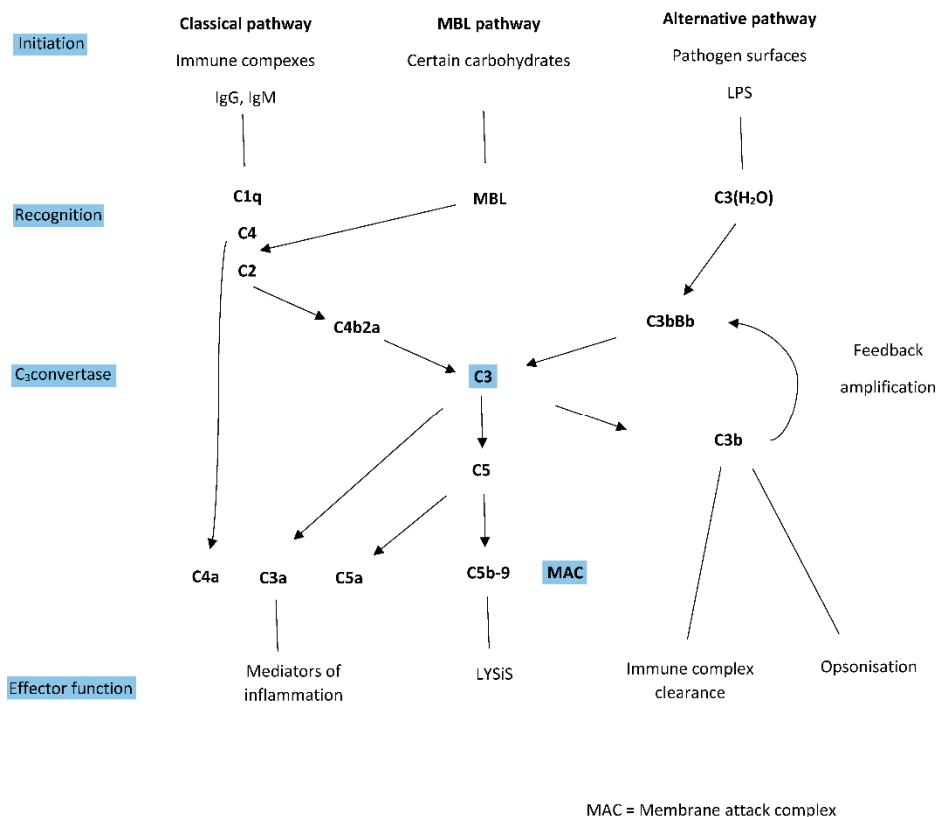 Classical pathway
MBL pathway
Alternative pathway
Initiation
Immune compexes
Certain carbohydrates
Pathogen surfaces
IgG, IgM
LPS
C1q
MBL
C3(H₂O)
Recognition
C4
C2
C4b2a
C3bBb
Feedback
amplification
C₃convertase
C3
C3b
C5
C4a
C3a
C5a
C5b-9
MAC
Effector function
Mediators of
inflammation
LYSiS
Immune complex
clearance
Opsonisation
MAC = Membrane attack complex